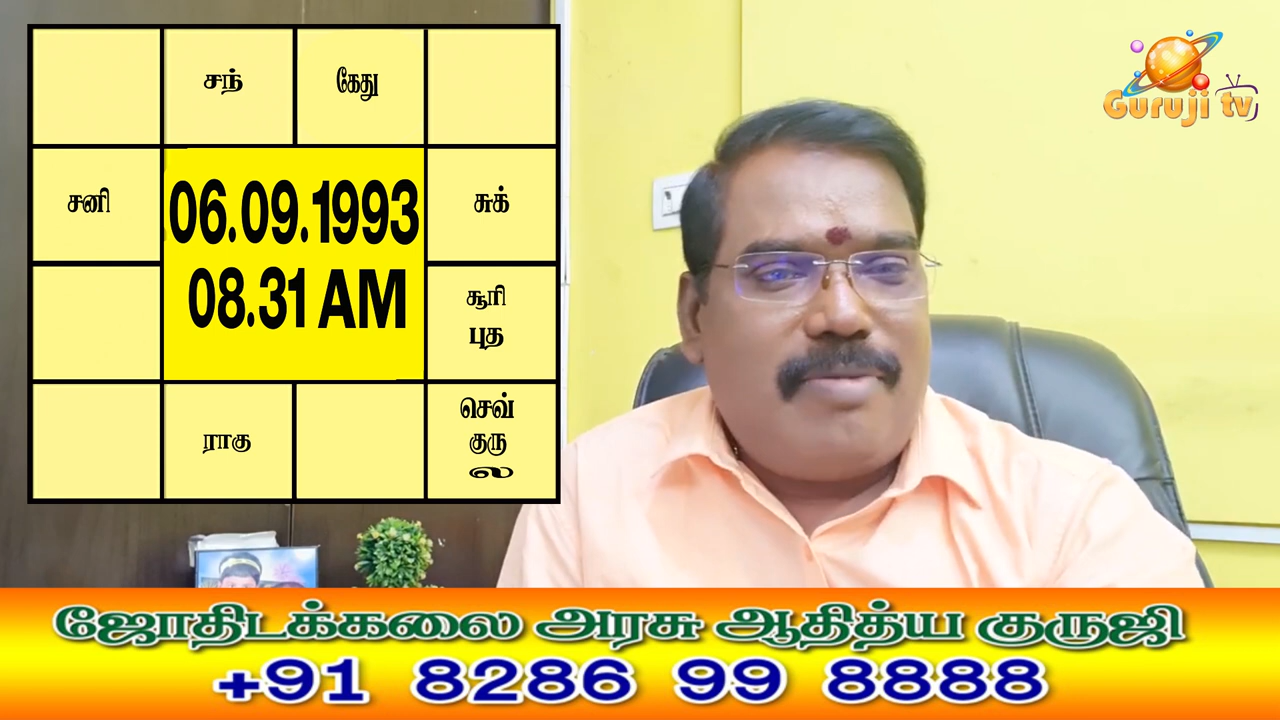 சந்
கேது
சனி
06.09.1993
08.31 AM
சுக்
சூரி
புத
ராகு
செவ்
குரு
ல
Guruji tv
ஜோதிடக்கலை அரசு ஆதித்ய குருஜி
+91 8286 99 8888